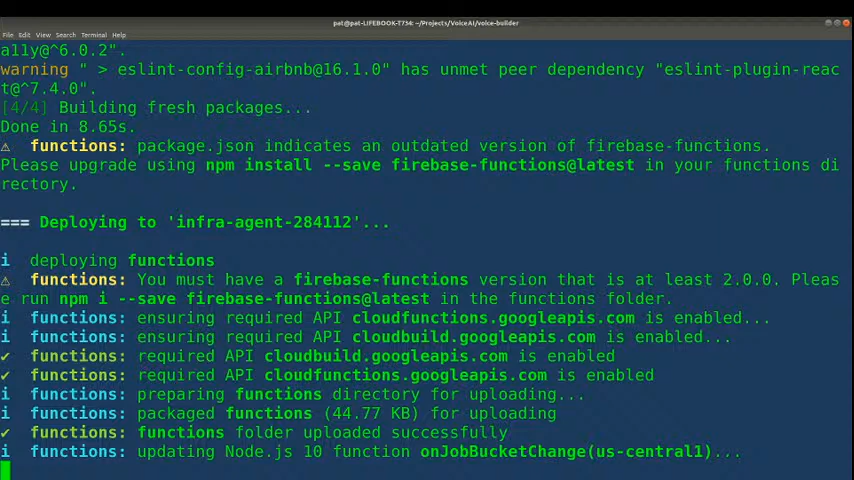 pat@pat-LIFEBOOK-T734: ~/Projects/VoiceAI/voice-builder
File Edit View Search Terminal Help
a11y@^6.0.2".
warning " > eslint-config-airbnb@16.1.0" has unmet peer dependency "eslint-plugin-reac
t@^7.4.0".
[4/4] Building fresh packages...
Done in 8.65s.
⚠  functions: package.json indicates an outdated version of firebase-functions.
Please upgrade using npm install --save firebase-functions@latest in your functions di
rectory.
=== Deploying to 'infra-agent-284112'...
i  deploying functions
⚠  functions: You must have a firebase-functions version that is at least 2.0.0. Pleas
e run npm i --save firebase-functions@latest in the functions folder.
i  functions: ensuring required API cloudfunctions.googleapis.com is enabled...
i  functions: ensuring required API cloudbuild.googleapis.com is enabled...
✔  functions: required API cloudbuild.googleapis.com is enabled
✔  functions: required API cloudfunctions.googleapis.com is enabled
i  functions: preparing functions directory for uploading...
i  functions: packaged functions (44.77 KB) for uploading
✔  functions: functions folder uploaded successfully
i  functions: updating Node.js 10 function onJobBucketChange(us-central1)...